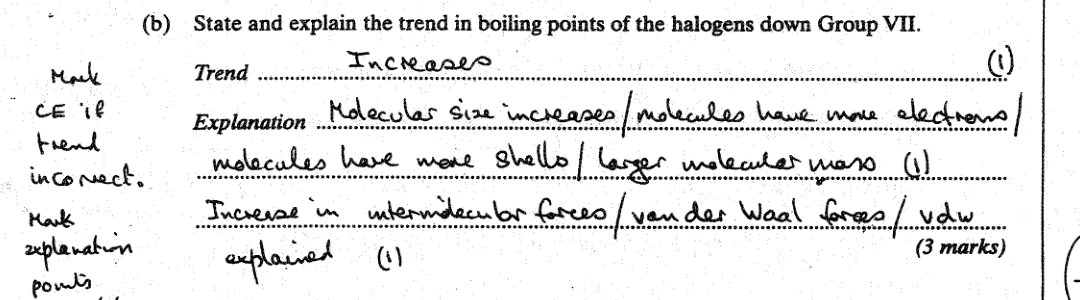 (b) State and explain the trend in boiling points of the halogens down Group VII.
Trend Increases (1)
Explanation Molecular size increases / molecules have more electrons /
molecules have more shells / larger molecular mass (1)
Increase in intermolecular forces / van der Waal forces / vdw
explained (1)
(3 marks)
Mark
CE if
trend
incorrect.
Mark
explanation
points